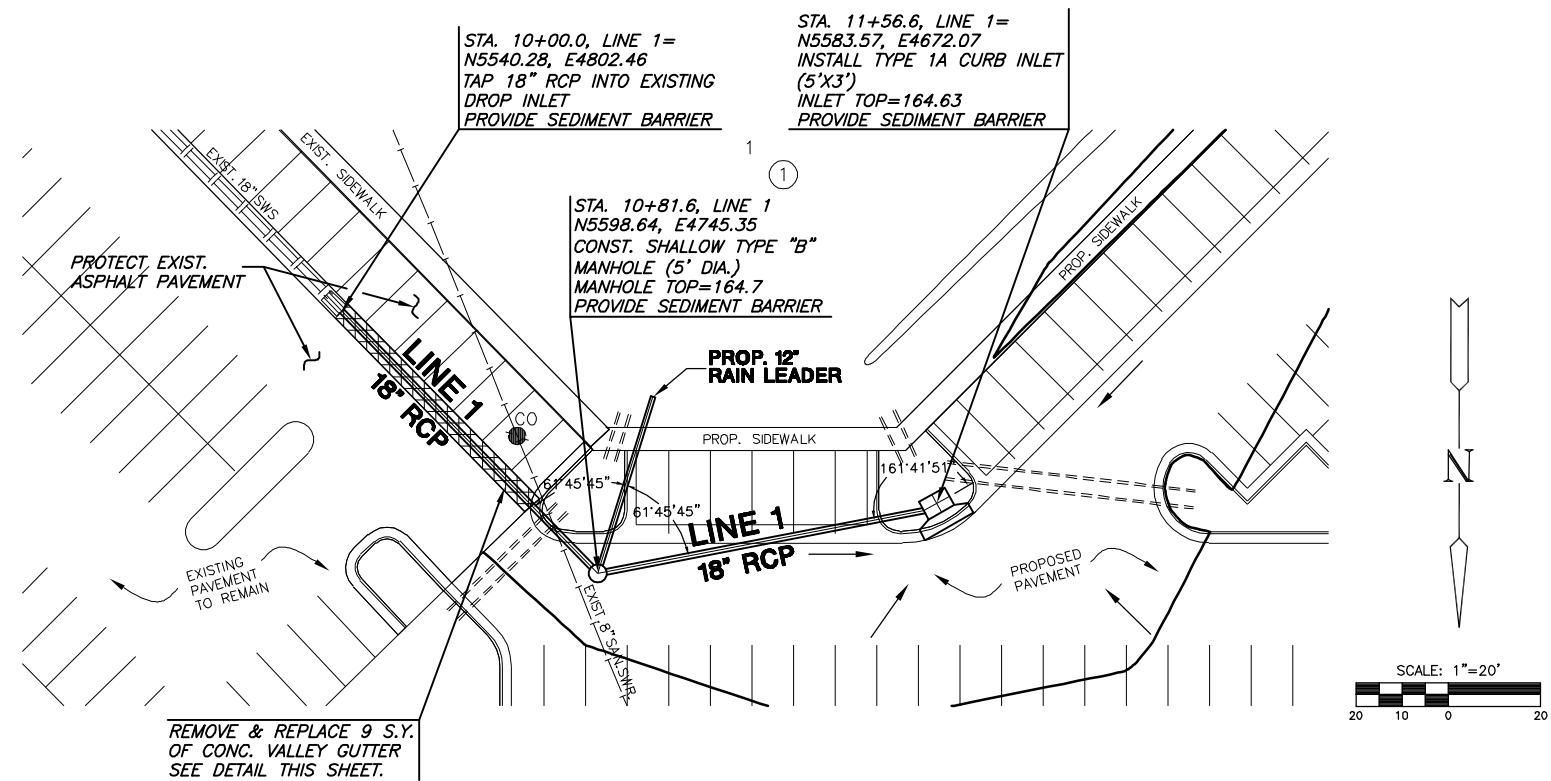 STA. 10+00.0, LINE 1=
N5540.28, E4802.46
TAP 18" RCP INTO EXISTING
DROP INLET
PROVIDE SEDIMENT BARRIER
STA. 11+56.6, LINE 1=
N5583.57, E4672.07
INSTALL TYPE 1A CURB INLET
(5'X3')
INLET TOP=164.63
PROVIDE SEDIMENT BARRIER
1
1
STA. 10+81.6, LINE 1
N5598.64, E4745.35
CONST. SHALLOW TYPE "B"
MANHOLE (5' DIA.)
MANHOLE TOP=164.7
PROVIDE SEDIMENT BARRIER
EXIST. SIDEWALK
EXIST. 18" SWS
PROTECT EXIST.
ASPHALT PAVEMENT
PROP. SIDEWALK
LINE 1
18" RCP
PROP. 12"
RAIN LEADER
CO
PROP. SIDEWALK
61°45'45"
61°45'45"
161°41'51"
LINE 1
18" RCP
EXISTING
PAVEMENT
TO REMAIN
PROPOSED
PAVEMENT
EXIST. 8" SAN. SWR.
N
SCALE: 1"=20'
20 10 0 20
REMOVE & REPLACE 9 S.Y.
OF CONC. VALLEY GUTTER
SEE DETAIL THIS SHEET.